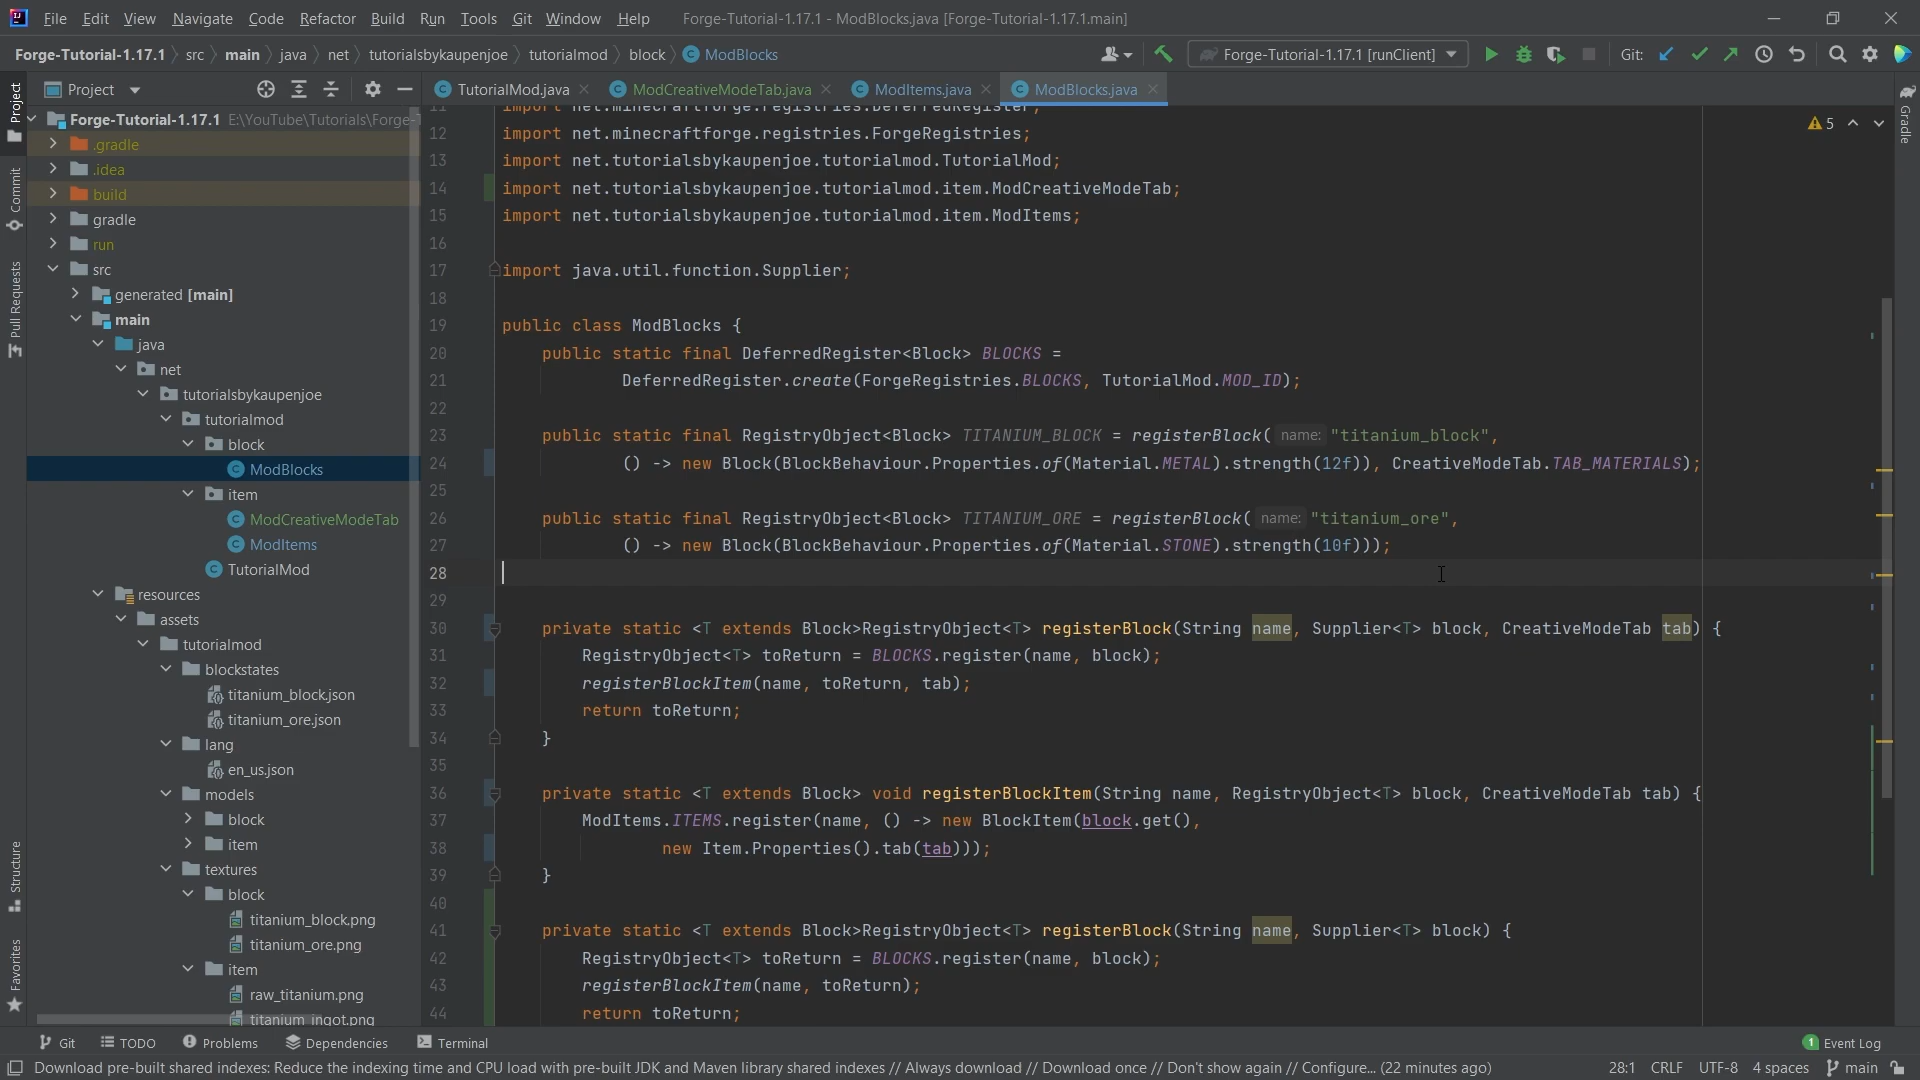 File Edit View Navigate Code Refactor Build Run Tools Git Window Help Forge-Tutorial-1.17.1 - ModBlocks.java [Forge-Tutorial-1.17.1.main]
Forge-Tutorial-1.17.1 src main java net tutorialsbykaupenjoe tutorialmod block ModBlocks Forge-Tutorial-1.17.1 [runClient] Git:
Project TutorialMod.java ModCreativeModeTab.java ModItems.java ModBlocks.java
Project
Commit
Pull Requests
Structure
Favorites
Gradle
Forge-Tutorial-1.17.1 E:\YouTube\Tutorials\Forge-
.gradle
.idea
build
gradle
run
src
generated [main]
main
java
net
tutorialsbykaupenjoe
tutorialmod
block
ModBlocks
item
ModCreativeModeTab
ModItems
TutorialMod
resources
assets
tutorialmod
blockstates
titanium_block.json
titanium_ore.json
lang
en_us.json
models
block
item
textures
block
titanium_block.png
titanium_ore.png
item
raw_titanium.png
titanium_ingot.png
5
11 import net.minecraftforge.registries.DeferredRegister;
12 import net.minecraftforge.registries.ForgeRegistries;
13 import net.tutorialsbykaupenjoe.tutorialmod.TutorialMod;
14 import net.tutorialsbykaupenjoe.tutorialmod.item.ModCreativeModeTab;
15 import net.tutorialsbykaupenjoe.tutorialmod.item.ModItems;
16
17 import java.util.function.Supplier;
18
19 public class ModBlocks {
20 public static final DeferredRegister<Block> BLOCKS =
21 DeferredRegister.create(ForgeRegistries.BLOCKS, TutorialMod.MOD_ID);
22
23 public static final RegistryObject<Block> TITANIUM_BLOCK = registerBlock( name: "titanium_block",
24 () -> new Block(BlockBehaviour.Properties.of(Material.METAL).strength(12f)), CreativeModeTab.TAB_MATERIALS);
25
26 public static final RegistryObject<Block> TITANIUM_ORE = registerBlock( name: "titanium_ore",
27 () -> new Block(BlockBehaviour.Properties.of(Material.STONE).strength(10f)));
28
29
30 private static <T extends Block>RegistryObject<T> registerBlock(String name, Supplier<T> block, CreativeModeTab tab) {
31 RegistryObject<T> toReturn = BLOCKS.register(name, block);
32 registerBlockItem(name, toReturn, tab);
33 return toReturn;
34 }
35
36 private static <T extends Block> void registerBlockItem(String name, RegistryObject<T> block, CreativeModeTab tab) {
37 ModItems.ITEMS.register(name, () -> new BlockItem(block.get(),
38 new Item.Properties().tab(tab)));
39 }
40
41 private static <T extends Block>RegistryObject<T> registerBlock(String name, Supplier<T> block) {
42 RegistryObject<T> toReturn = BLOCKS.register(name, block);
43 registerBlockItem(name, toReturn);
44 return toReturn;
Git TODO Problems Dependencies Terminal 1 Event Log
Download pre-built shared indexes: Reduce the indexing time and CPU load with pre-built JDK and Maven library shared indexes // Always download // Download once // Don't show again // Configure... (22 minutes ago) 28:1 CRLF UTF-8 4 spaces main